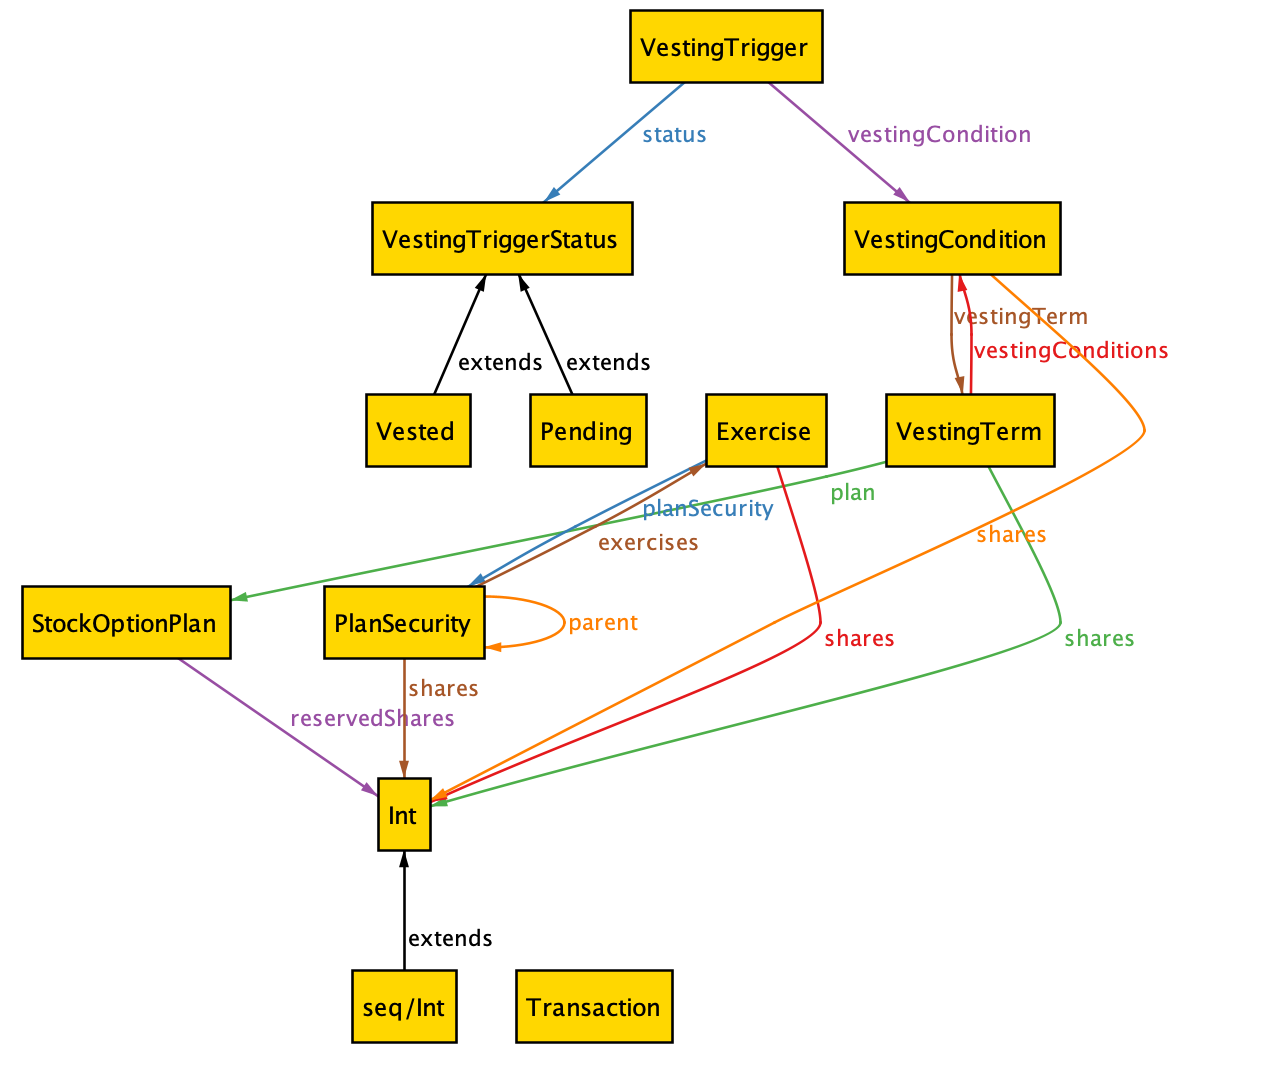 VestingTrigger
status
vestingCondition
VestingTriggerStatus
VestingCondition
vestingTerm
vestingConditions
extends
extends
Vested
Pending
Exercise
VestingTerm
plan
planSecurity
exercises
shares
StockOptionPlan
PlanSecurity
parent
shares
shares
shares
reservedShares
Int
extends
seq/Int
Transaction